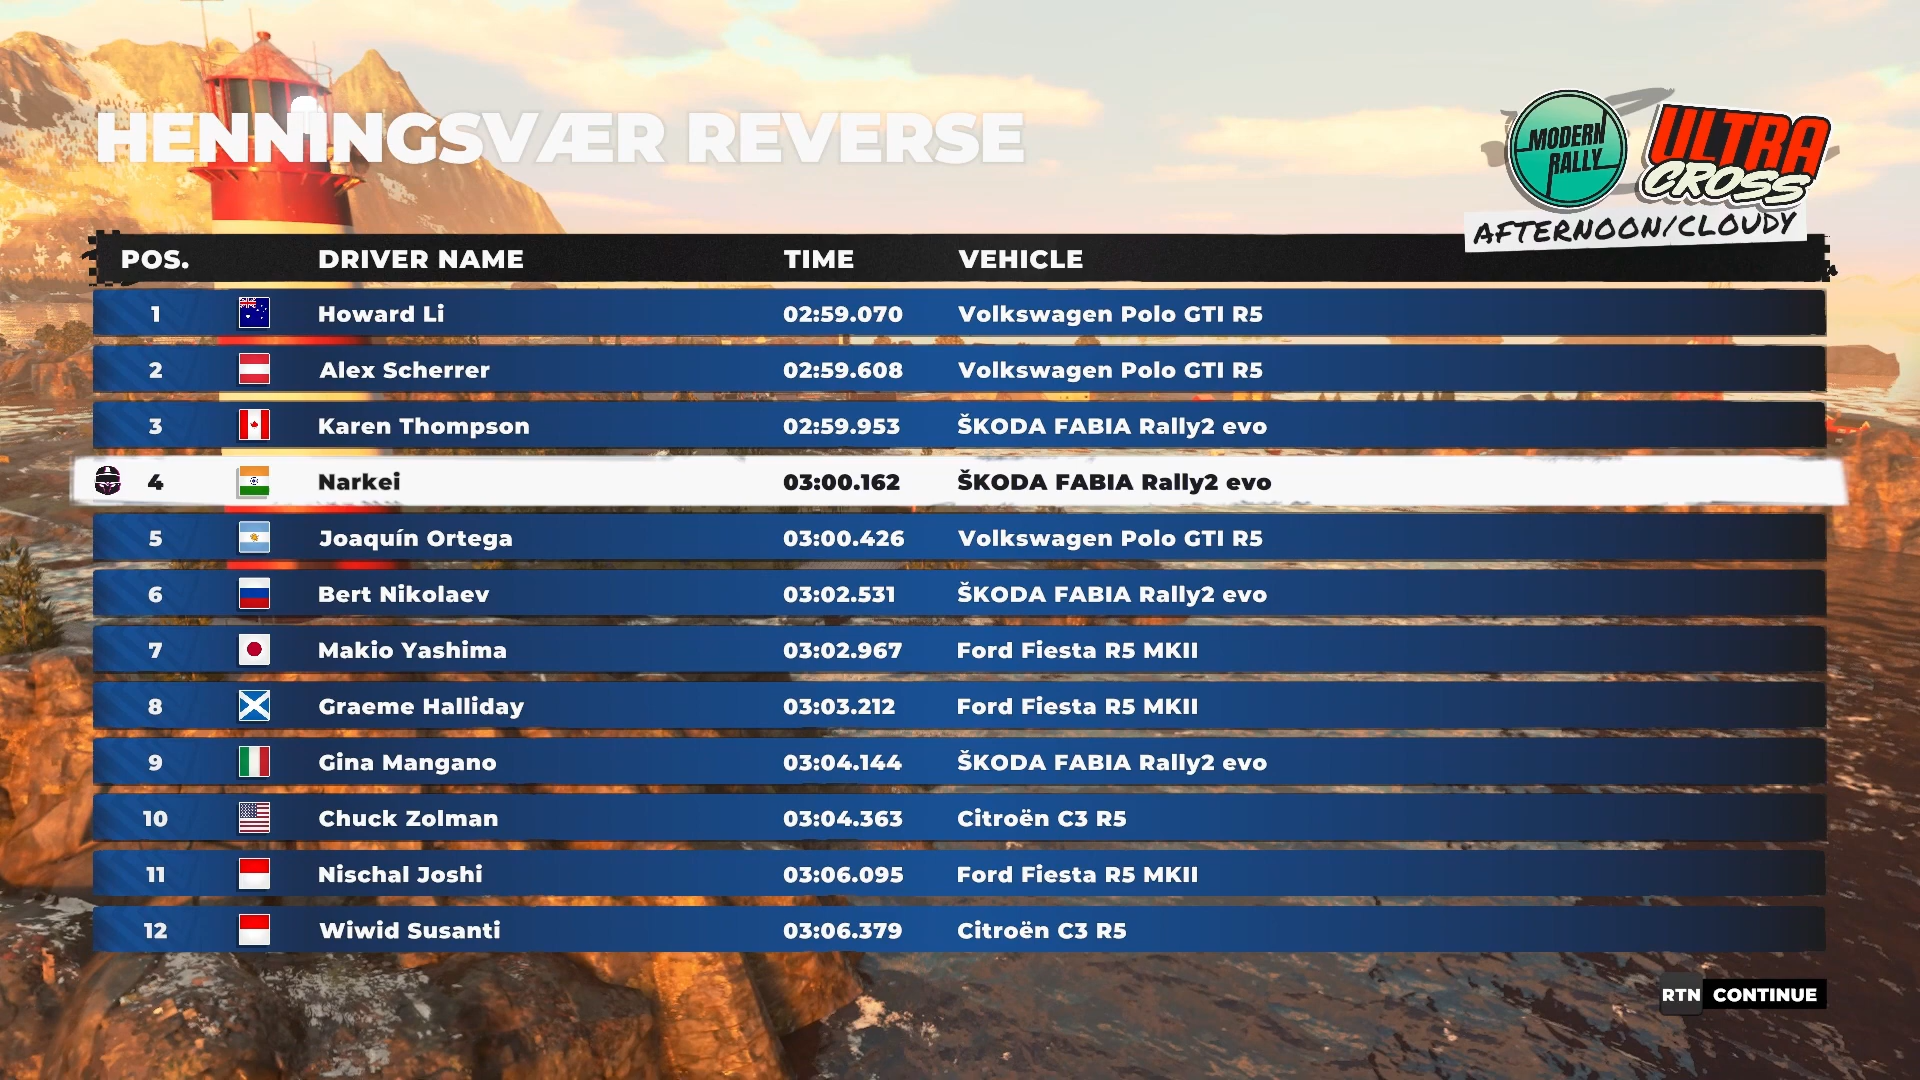 HENNINGSVÆR REVERSE
MODERN
RALLY
ULTRA
CROSS
AFTERNOON/CLOUDY
POS. DRIVER NAME TIME VEHICLE
1 Howard Li 02:59.070 Volkswagen Polo GTI R5
2 Alex Scherrer 02:59.608 Volkswagen Polo GTI R5
3 Karen Thompson 02:59.953 ŠKODA FABIA Rally2 evo
4 Narkei 03:00.162 ŠKODA FABIA Rally2 evo
5 Joaquín Ortega 03:00.426 Volkswagen Polo GTI R5
6 Bert Nikolaev 03:02.531 ŠKODA FABIA Rally2 evo
7 Makio Yashima 03:02.967 Ford Fiesta R5 MKII
8 Graeme Halliday 03:03.212 Ford Fiesta R5 MKII
9 Gina Mangano 03:04.144 ŠKODA FABIA Rally2 evo
10 Chuck Zolman 03:04.363 Citroën C3 R5
11 Nischal Joshi 03:06.095 Ford Fiesta R5 MKII
12 Wiwid Susanti 03:06.379 Citroën C3 R5
RTN CONTINUE